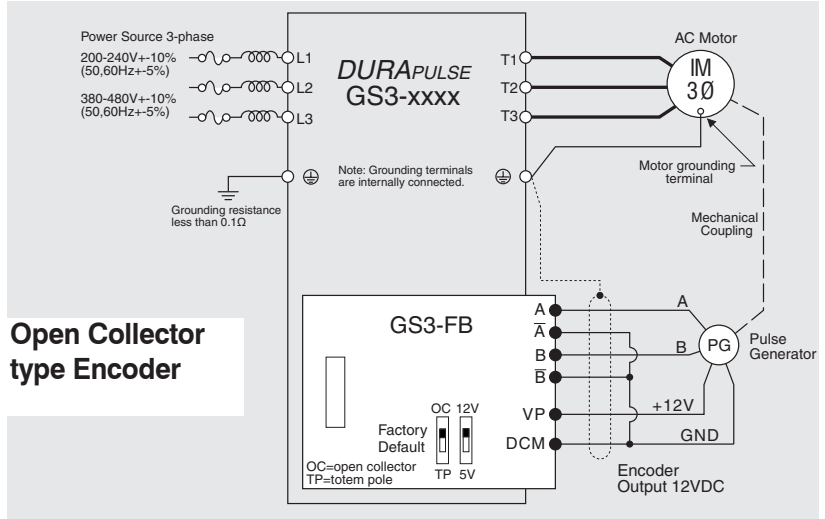 Power Source 3-phase
200-240V+-10%
(50,60Hz+-5%)
380-480V+-10%
(50,60Hz+-5%)
L1
L2
L3
DURAPULSE
GS3-xxxx
T1
T2
T3
AC Motor
IM
3Ø
Note: Grounding terminals
are internally connected.
Motor grounding
terminal
Grounding resistance
less than 0.1Ω
Mechanical
Coupling
Open Collector
type Encoder
GS3-FB
A
A̅
B
B̅
VP
DCM
A
B
+12V
GND
PG
Pulse
Generator
OC 12V
Factory
Default
TP 5V
OC=open collector
TP=totem pole
Encoder
Output 12VDC